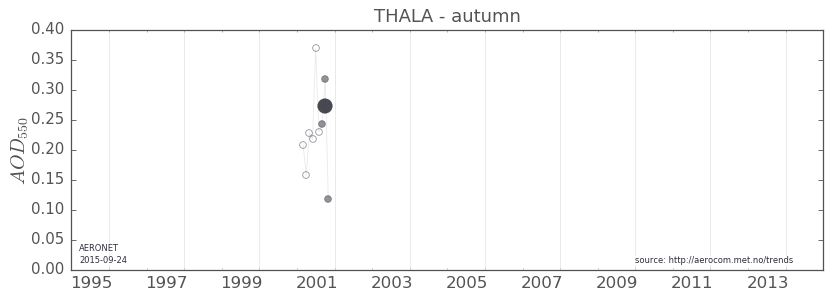 THALA - autumn
0.40
0.35
0.30
0.25
0.20
0.15
0.10
0.05
0.00
AOD550
AERONET
2015-09-24
source: http://aerocom.met.no/trends
1995 1997 1999 2001 2003 2005 2007 2009 2011 2013